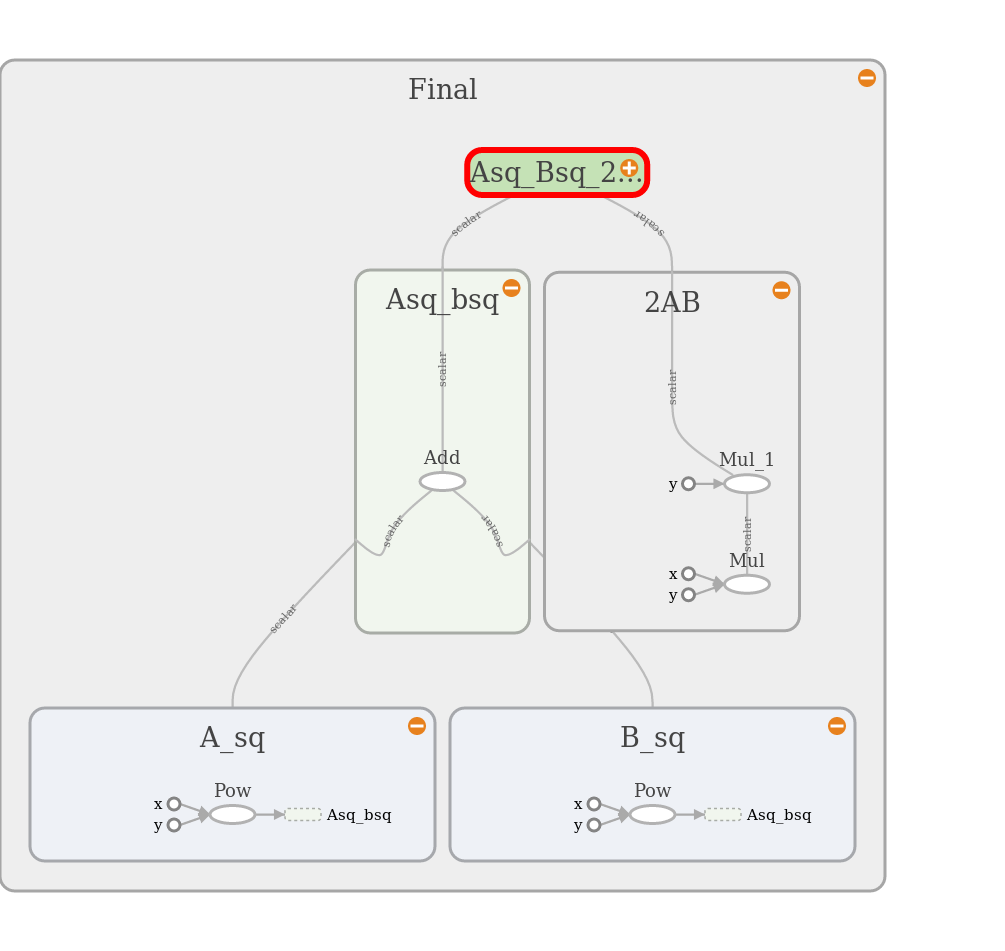 Final
Asq_Bsq_2...
scalar
scalar
Asq_bsq
2AB
scalar
scalar
Add
Mul_1
y
scalar
scalar
scalar
Mul
x
y
scalar
A_sq
B_sq
Pow
Pow
x
y
Asq_bsq
x
y
Asq_bsq